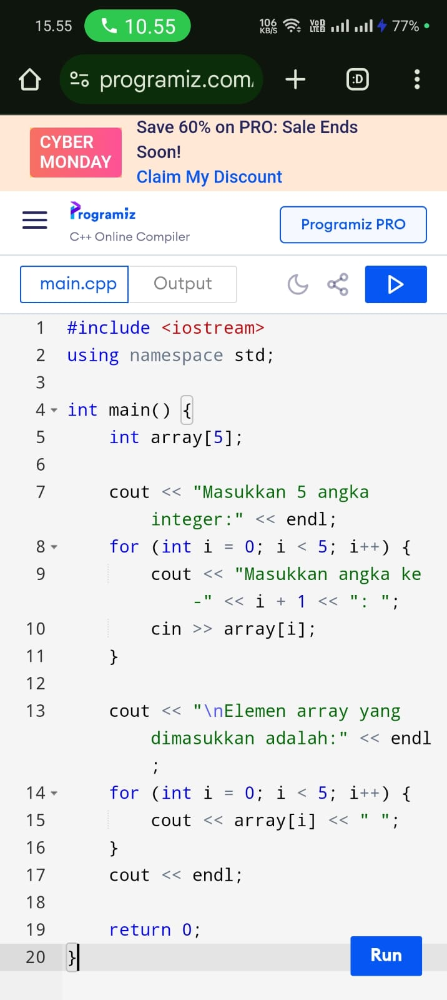 15.55 10.55 106 KB/S VoD LTE2 77%
programiz.com/ + :D
CYBER MONDAY
Save 60% on PRO: Sale Ends Soon!
Claim My Discount
Programiz
C++ Online Compiler
Programiz PRO
main.cpp Output
1 #include <iostream>
2 using namespace std;
3
4 int main() {
5     int array[5];
6
7     cout << "Masukkan 5 angka
        integer:" << endl;
8     for (int i = 0; i < 5; i++) {
9         cout << "Masukkan angka ke
            -" << i + 1 << ": ";
10         cin >> array[i];
11     }
12
13     cout << "\nElemen array yang
        dimasukkan adalah:" << endl
        ;
14     for (int i = 0; i < 5; i++) {
15         cout << array[i] << " ";
16     }
17     cout << endl;
18
19     return 0;
20 }
Run